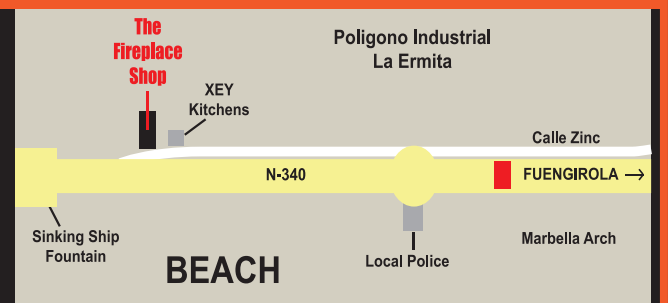 The
Fireplace
Shop
Poligono Industrial
La Ermita
XEY
Kitchens
Calle Zinc
N-340
FUENGIROLA →
Sinking Ship
Fountain
BEACH
Local Police
Marbella Arch